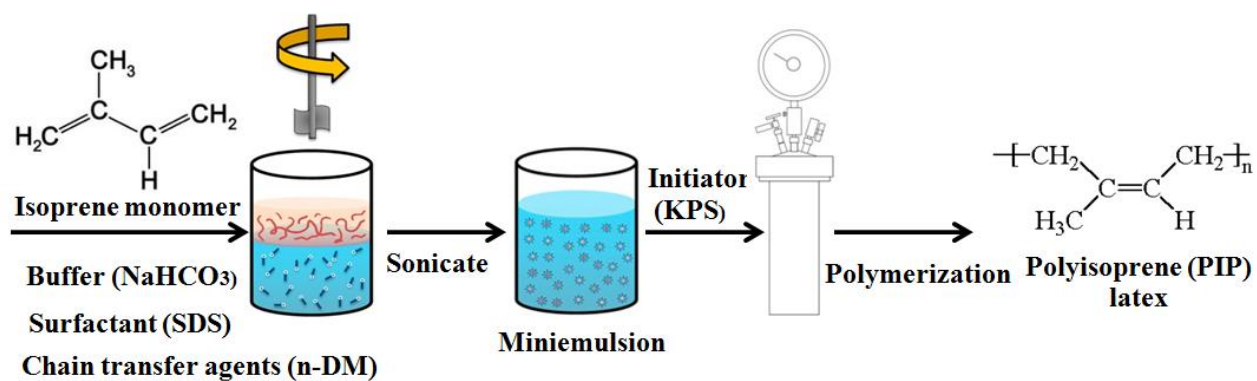 CH₃
H₂C C C CH₂
H
Isoprene monomer
Buffer (NaHCO₃)
Surfactant (SDS)
Chain transfer agents (n-DM)
Sonicate
Miniemulsion
Initiator
(KPS)
Polymerization
-[-CH₂ CH₂-]-n
C=C
H₃C H
Polyisoprene (PIP)
latex